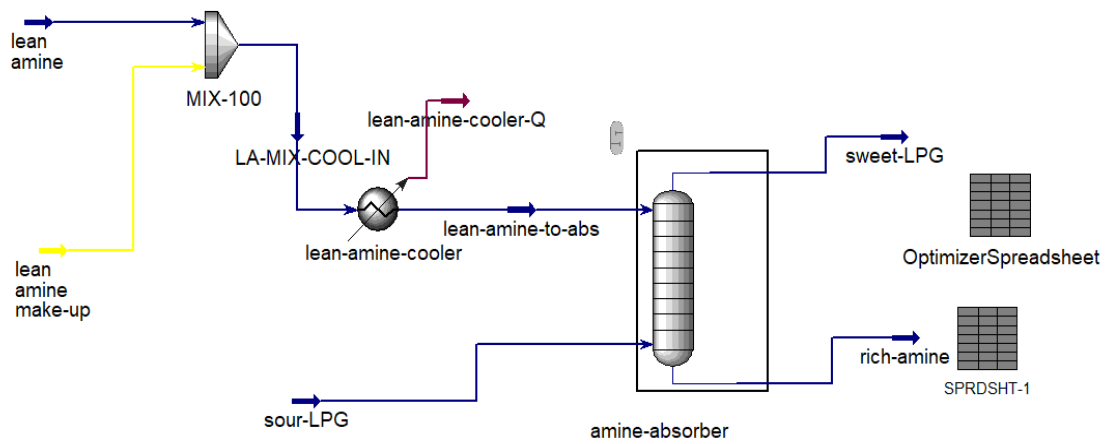 lean
amine
MIX-100
lean-amine-cooler-Q
LA-MIX-COOL-IN
sweet-LPG
lean-amine-to-abs
lean-amine-cooler
OptimizerSpreadsheet
lean
amine
make-up
rich-amine
SPRDSHT-1
sour-LPG
amine-absorber